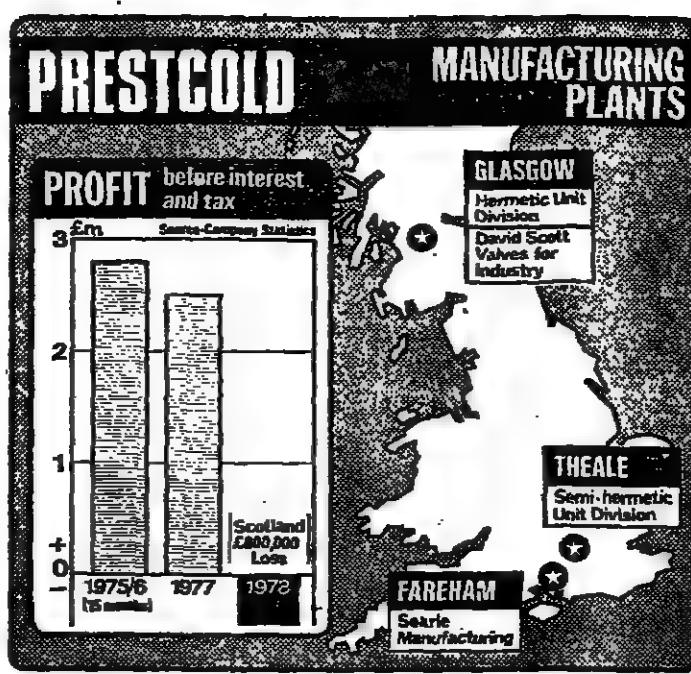 PRESTCOLD
MANUFACTURING
PLANTS
PROFIT before interest
and tax
£m
Source-Company Statistics
3
2
1
+
0
−
1975/6
(15 months)
1977
1978
Scotland
£800,000
Loss
GLASGOW
Hermetic Unit
Division
David Scott
Valves for
Industry
THEALE
Semi-hermetic
Unit Division
FAREHAM
Searle
Manufacturing